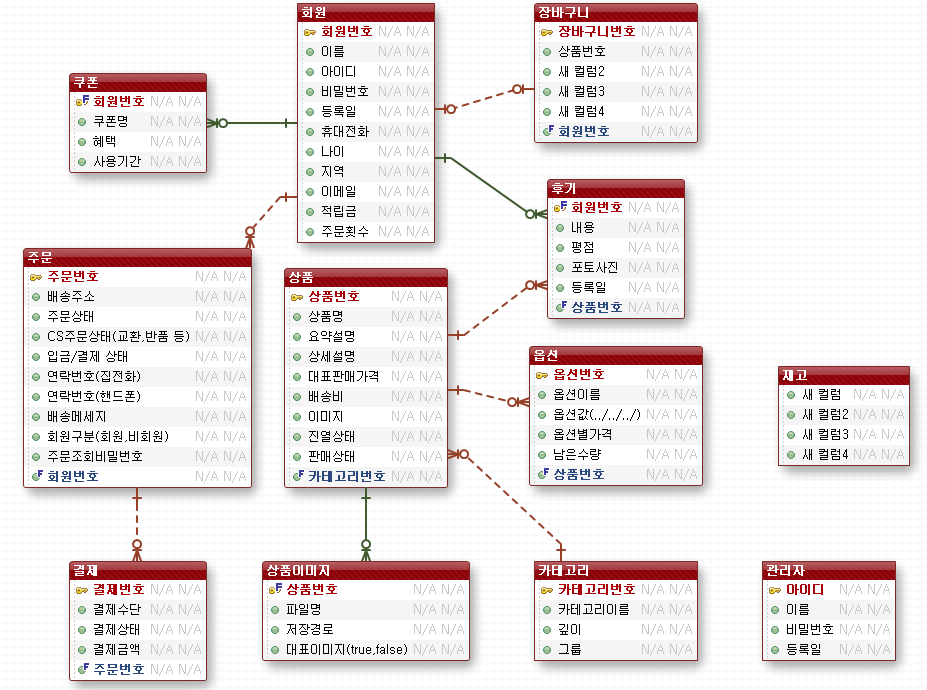 회원
회원번호 N/A N/A
이름 N/A N/A
아이디 N/A N/A
비밀번호 N/A N/A
등록일 N/A N/A
휴대전화 N/A N/A
나이 N/A N/A
지역 N/A N/A
이메일 N/A N/A
적립금 N/A N/A
주문횟수 N/A N/A
장바구니
장바구니번호 N/A N/A
상품번호 N/A N/A
새 컬럼2 N/A N/A
새 컬럼3 N/A N/A
새 컬럼4 N/A N/A
회원번호 N/A N/A
쿠폰
회원번호 N/A N/A
쿠폰명 N/A N/A
혜택 N/A N/A
사용기간 N/A N/A
후기
회원번호 N/A N/A
내용 N/A N/A
평점 N/A N/A
포토사진 N/A N/A
등록일 N/A N/A
상품번호 N/A N/A
주문
주문번호 N/A N/A
배송주소 N/A N/A
주문상태 N/A N/A
CS주문상태(교환,반품 등) N/A N/A
입금/결제 상태 N/A N/A
연락번호(집전화) N/A N/A
연락번호(핸드폰) N/A N/A
배송메세지 N/A N/A
회원구분(회원,비회원) N/A N/A
주문조회비밀번호 N/A N/A
회원번호 N/A N/A
상품
상품번호 N/A N/A
상품명 N/A N/A
요약설명 N/A N/A
상세설명 N/A N/A
대표판매가격 N/A N/A
배송비 N/A N/A
이미지 N/A N/A
진열상태 N/A N/A
판매상태 N/A N/A
카테고리번호 N/A N/A
옵션
옵션번호 N/A N/A
옵션이름 N/A N/A
옵션값(../../../) N/A N/A
옵션별가격 N/A N/A
남은수량 N/A N/A
상품번호 N/A N/A
재고
새 컬럼 N/A N/A
새 컬럼2 N/A N/A
새 컬럼3 N/A N/A
새 컬럼4 N/A N/A
결제
결제번호 N/A N/A
결제수단 N/A N/A
결제상태 N/A N/A
결제금액 N/A N/A
주문번호 N/A N/A
상품이미지
상품번호 N/A N/A
파일명 N/A N/A
저장경로 N/A N/A
대표이미지(true,false) N/A N/A
카테고리
카테고리번호 N/A N/A
카테고리이름 N/A N/A
깊이 N/A N/A
그룹 N/A N/A
관리자
아이디 N/A N/A
이름 N/A N/A
비밀번호 N/A N/A
등록일 N/A N/A